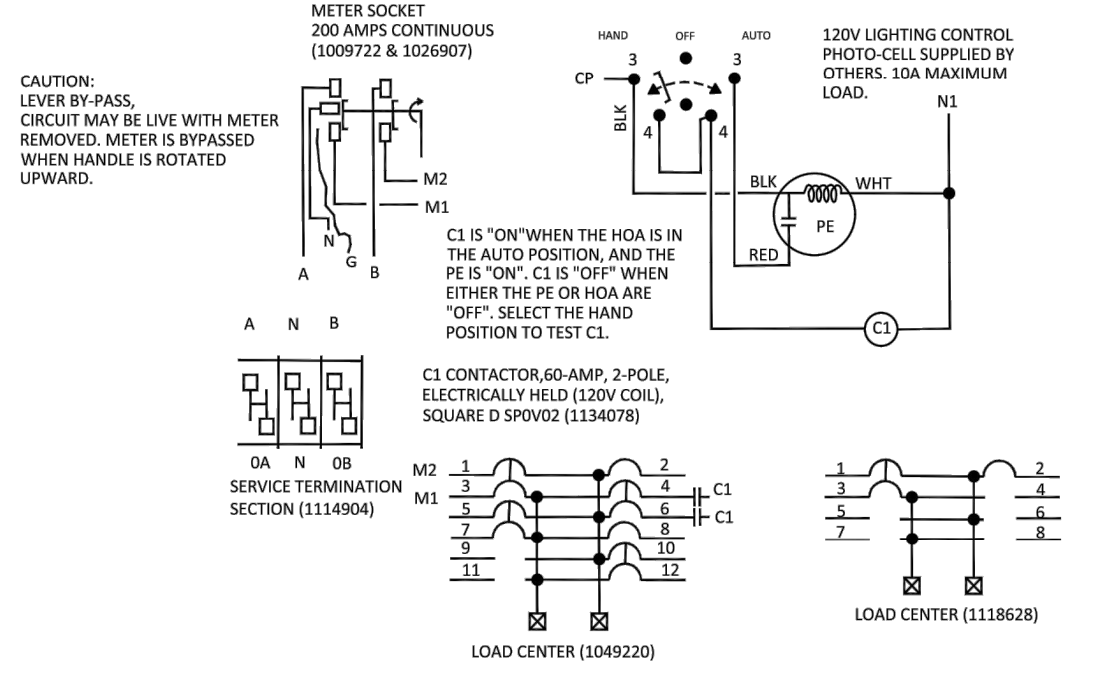 METER SOCKET
200 AMPS CONTINUOUS
(1009722 & 1026907)
CAUTION:
LEVER BY-PASS,
CIRCUIT MAY BE LIVE WITH METER
REMOVED. METER IS BYPASSED
WHEN HANDLE IS ROTATED
UPWARD.
M2
M1
N
G
A
B
HAND
OFF
AUTO
3
3
CP
BLK
4
4
120V LIGHTING CONTROL
PHOTO-CELL SUPPLIED BY
OTHERS. 10A MAXIMUM
LOAD.
N1
BLK
WHT
PE
RED
C1
C1 IS "ON"WHEN THE HOA IS IN
THE AUTO POSITION, AND THE
PE IS "ON". C1 IS "OFF" WHEN
EITHER THE PE OR HOA ARE
"OFF". SELECT THE HAND
POSITION TO TEST C1.
A N B
0A N 0B
SERVICE TERMINATION
SECTION (1114904)
C1 CONTACTOR,60-AMP, 2-POLE,
ELECTRICALLY HELD (120V COIL),
SQUARE D SP0V02 (1134078)
M2 1 2
3 4 C1
M1
5 6 C1
7 8
9 10
11 12
LOAD CENTER (1049220)
1 2
3 4
5 6
7 8
LOAD CENTER (1118628)